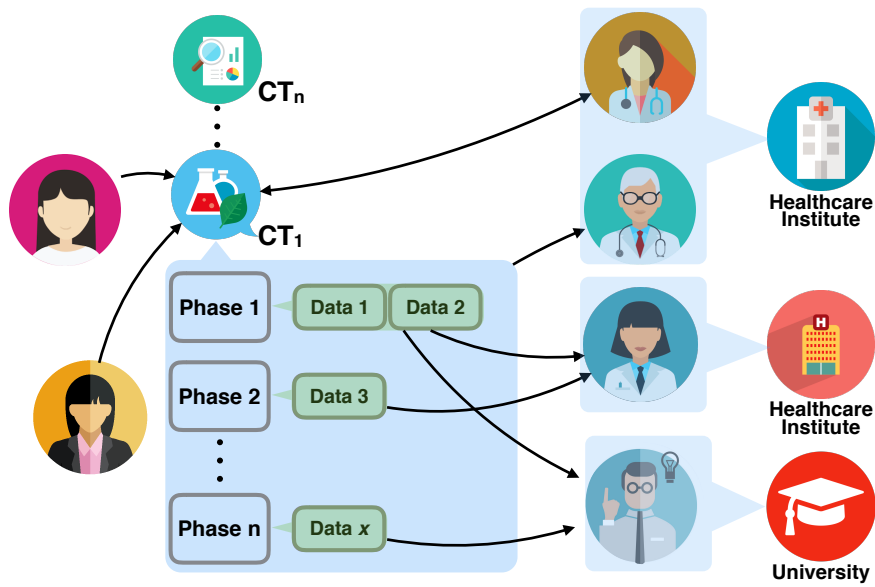 CTn
CT1
Healthcare
Institute
Phase 1
Data 1
Data 2
Phase 2
Data 3
H
Healthcare
Institute
Phase n
Data x
University